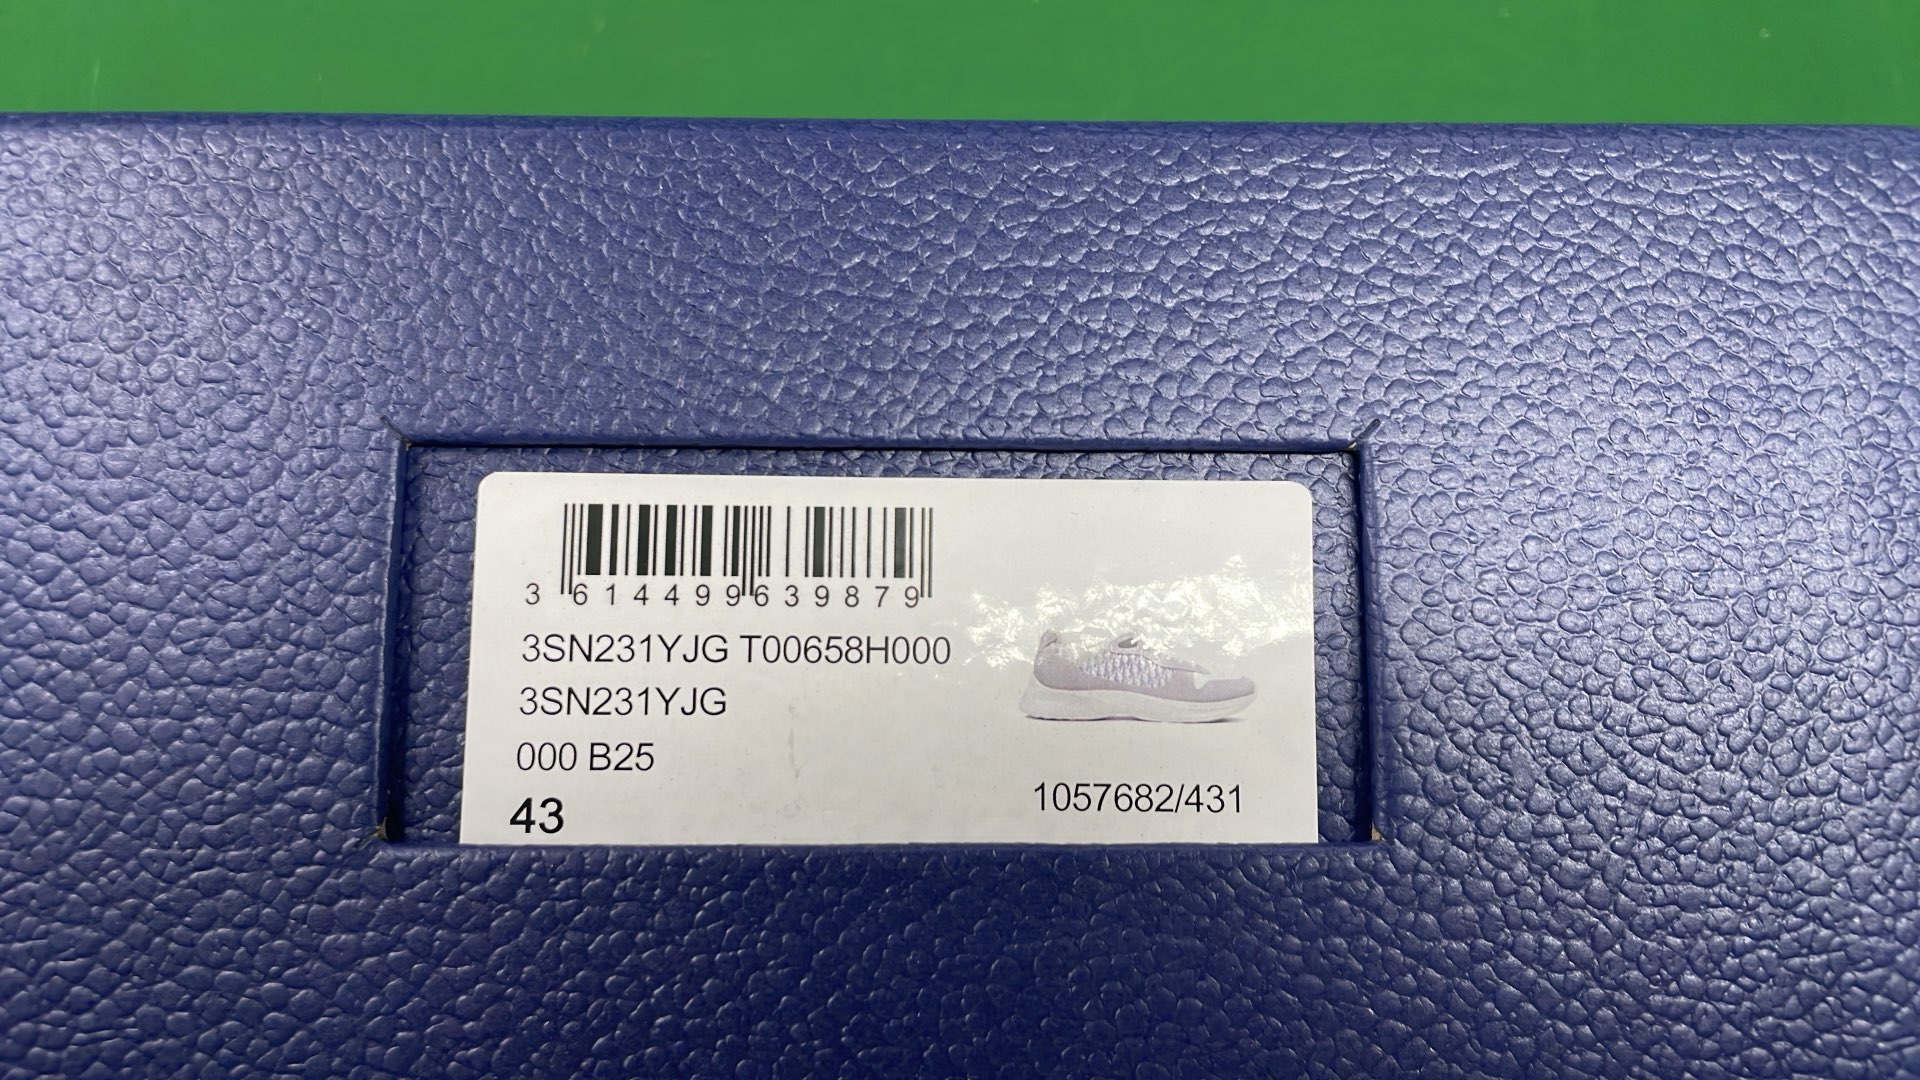 3 614499 639879
3SN231YJG T00658H000
3SN231YJG
000 B25
43
1057682/431